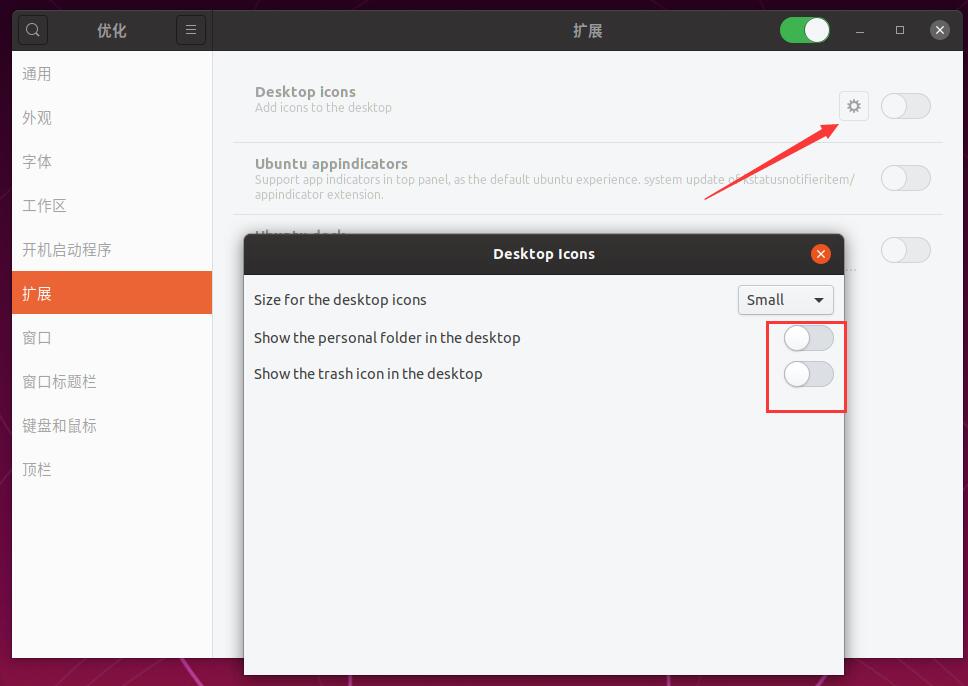 优化
扩展
通用
外观
字体
工作区
开机启动程序
扩展
窗口
窗口标题栏
键盘和鼠标
顶栏
Desktop icons
Add icons to the desktop
Ubuntu appindicators
Support app indicators in top panel, as the default ubuntu experience. system update of kstatusnotifieritem/
appindicator extension.
Ubuntu dock
Desktop Icons
Size for the desktop icons
Small
Show the personal folder in the desktop
Show the trash icon in the desktop